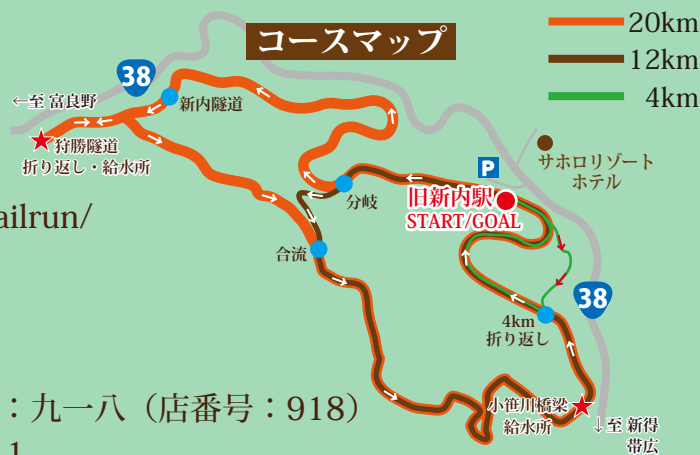 コースマップ
20km
12km
4km
38
←至 富良野
新内隧道
狩勝隧道
折り返し・給水所
P
サホロリゾート
ホテル
旧新内駅
START/GOAL
分岐
ailrun/
合流
38
4km
折り返し
：九一八（店番号：918）
小笹川橋梁
給水所
↓至 新得
帯広